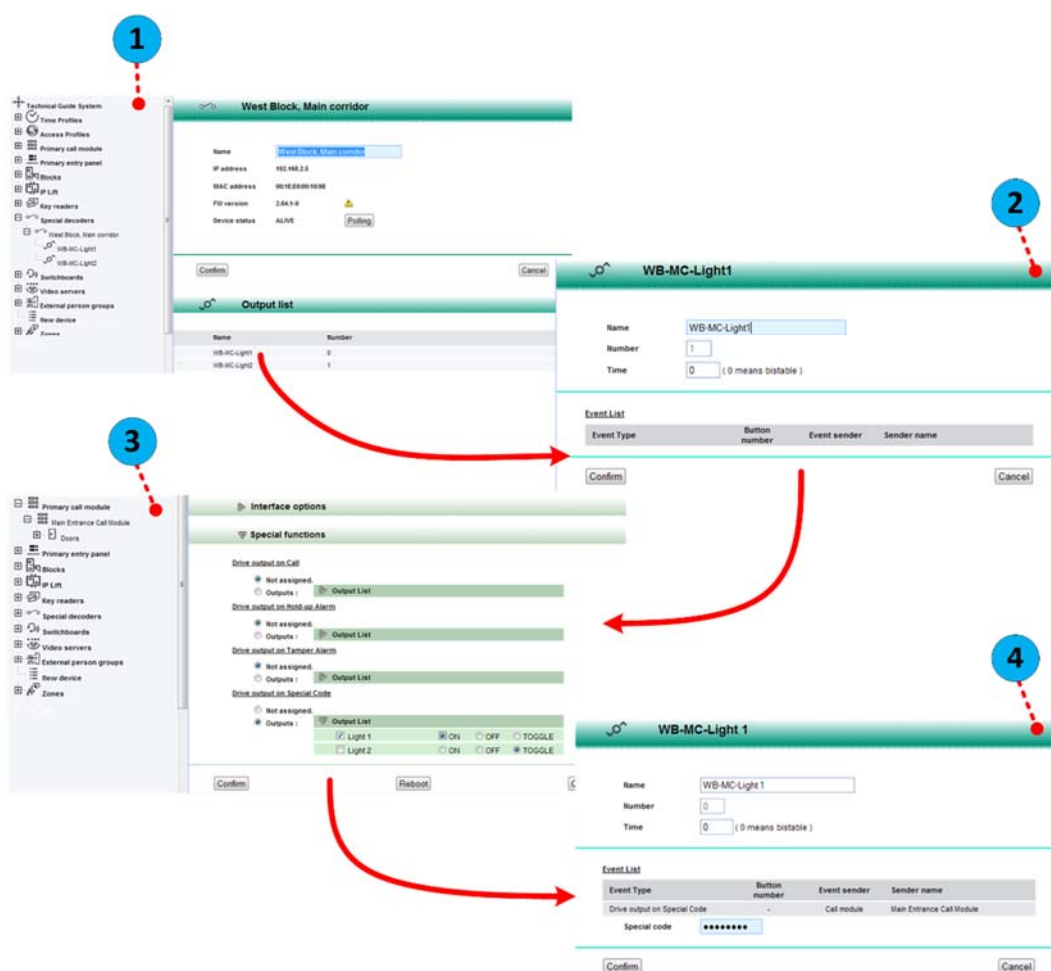 1
Technical Guide System
Time Profiles
Access Profiles
Primary call module
Primary entry panel
Blocks
IP Lift
Key readers
Special decoders
West Block, Main corridor
WB-MC-Light1
WB-MC-Light2
Switchboards
Video servers
External person groups
New device
Zones
West Block, Main corridor
Name West Block, Main corridor
IP address 192.168.2.5
MAC address
FW version 2.64.1-0
Device status ALIVE Polling
Confirm Cancel
Output list
Name Number
WB-MC-Light1 0
WB-MC-Light2 1
2
WB-MC-Light1
Name WB-MC-Light1
Number 1
Time 0 ( 0 means bistable )
Event List
Event Type Button number Event sender Sender name
Confirm Cancel
3
Primary call module
Main Entrance Call Module
Doors
Primary entry panel
Blocks
IP Lift
Key readers
Special decoders
Switchboards
Video servers
External person groups
New device
Zones
Interface options
Special functions
Drive output on Call
Not assigned.
Outputs : Output List
Drive output on Hold-up Alarm
Not assigned.
Outputs : Output List
Drive output on Tamper Alarm
Not assigned.
Outputs : Output List
Drive output on Special Code
Not assigned.
Outputs : Output List
Light 1 ON OFF TOGGLE
Light 2 ON OFF TOGGLE
Confirm Reboot C
4
WB-MC-Light 1
Name WB-MC-Light 1
Number 0
Time 0 ( 0 means bistable )
Event List
Event Type Button number Event sender Sender name
Drive output on Special Code - Call module Main Entrance Call Module
Special code ••••••••
Confirm Cancel